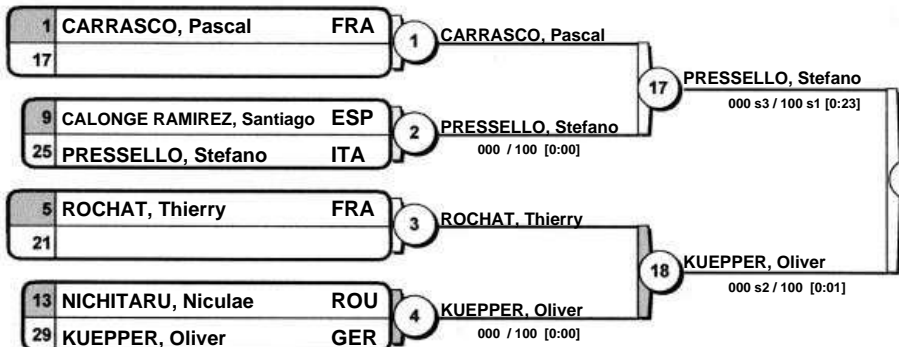 1 CARRASCO, Pascal FRA
17
1
CARRASCO, Pascal
9 CALONGE RAMIREZ, Santiago ESP
25 PRESSELLO, Stefano ITA
2
PRESSELLO, Stefano
000 / 100 [0:00]
17
PRESSELLO, Stefano
000 s3 / 100 s1 [0:23]
5 ROCHAT, Thierry FRA
21
3
ROCHAT, Thierry
13 NICHITARU, Niculae ROU
29 KUEPPER, Oliver GER
4
KUEPPER, Oliver
000 / 100 [0:00]
18
KUEPPER, Oliver
000 s2 / 100 [0:01]